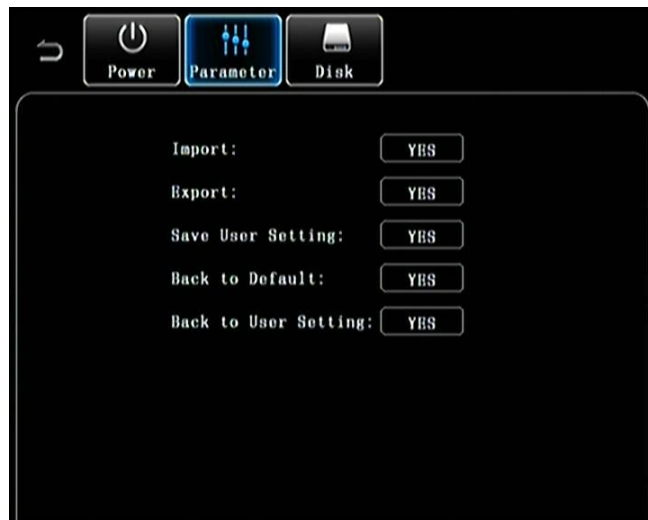 Power Parameter Disk
Import: YES
Export: YES
Save User Setting: YES
Back to Default: YES
Back to User Setting: YES